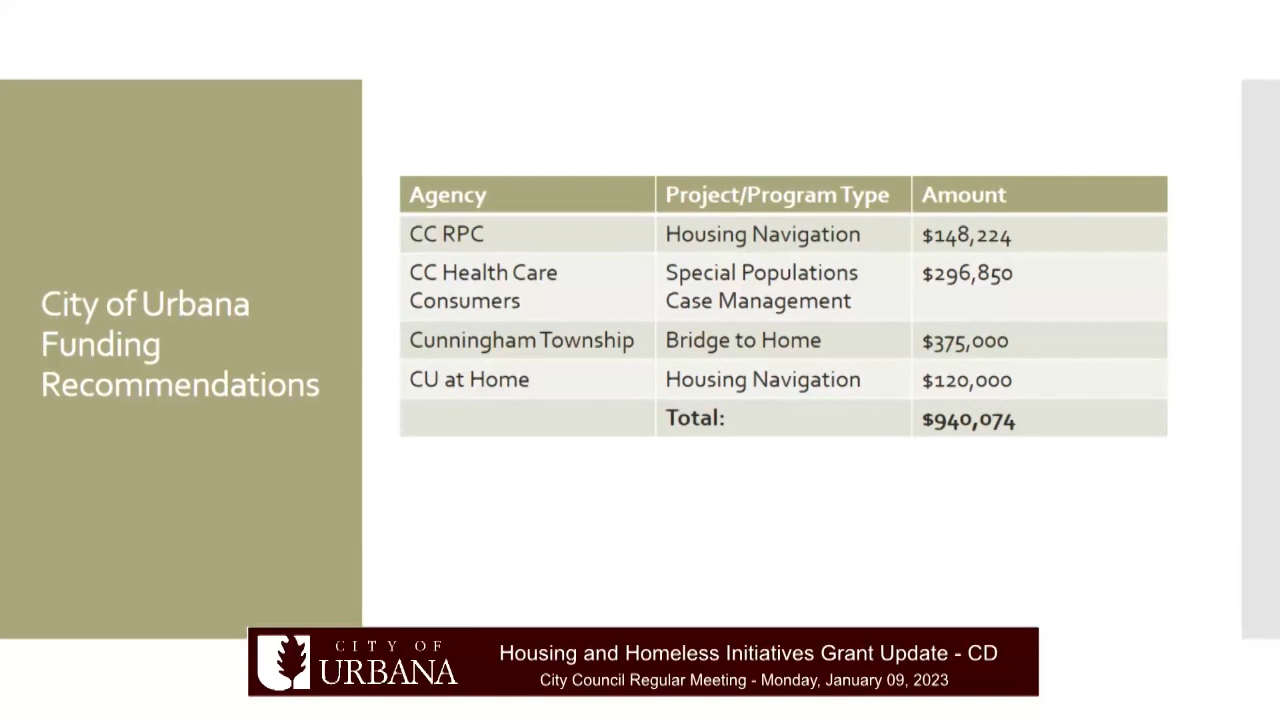 City of Urbana
Funding
Recommendations
Agency Project/Program Type Amount
CC RPC Housing Navigation $148,224
CC Health Care Consumers Special Populations Case Management $296,850
Cunningham Township Bridge to Home $375,000
CU at Home Housing Navigation $120,000
Total: $940,074
CITY OF
URBANA
Housing and Homeless Initiatives Grant Update - CD
City Council Regular Meeting - Monday, January 09, 2023